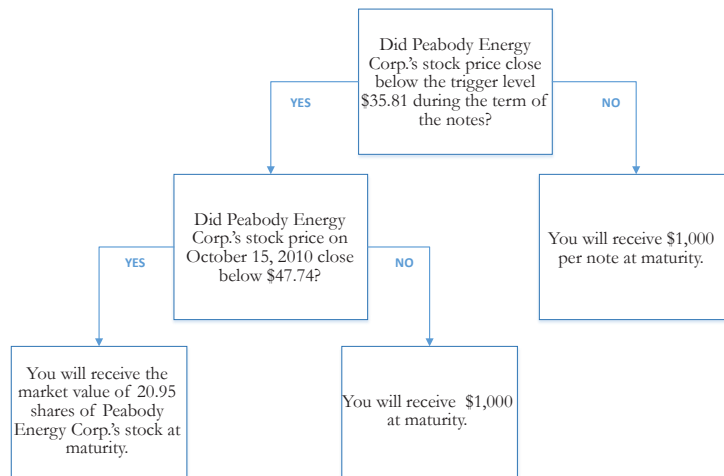 Did Peabody Energy
Corp.'s stock price close
below the trigger level
$35.81 during the term of
the notes?
YES
NO
Did Peabody Energy
Corp.'s stock price on
October 15, 2010 close
below $47.74?
You will receive $1,000
per note at maturity.
YES
NO
You will receive the
market value of 20.95
shares of Peabody
Energy Corp.'s stock at
maturity.
You will receive $1,000
at maturity.